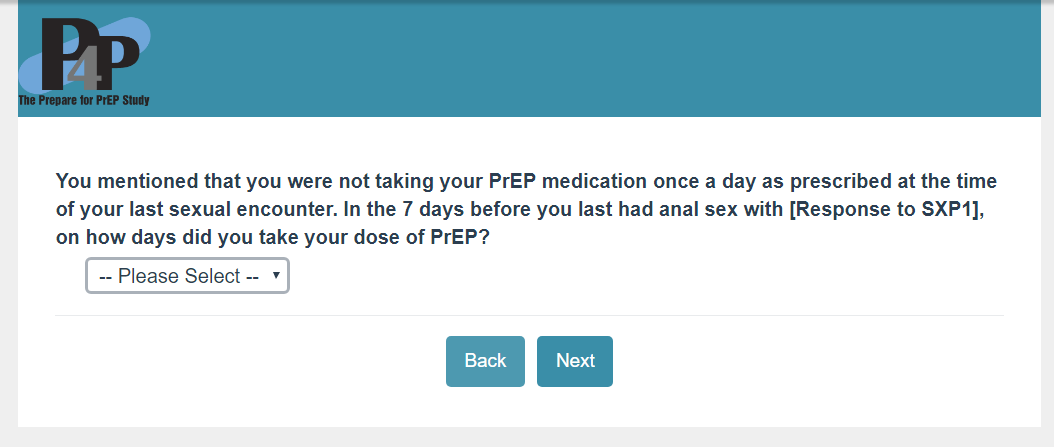 P4P
The Prepare for PrEP Study
You mentioned that you were not taking your PrEP medication once a day as prescribed at the time
of your last sexual encounter. In the 7 days before you last had anal sex with [Response to SXP1],
on how days did you take your dose of PrEP?
-- Please Select --
Back Next